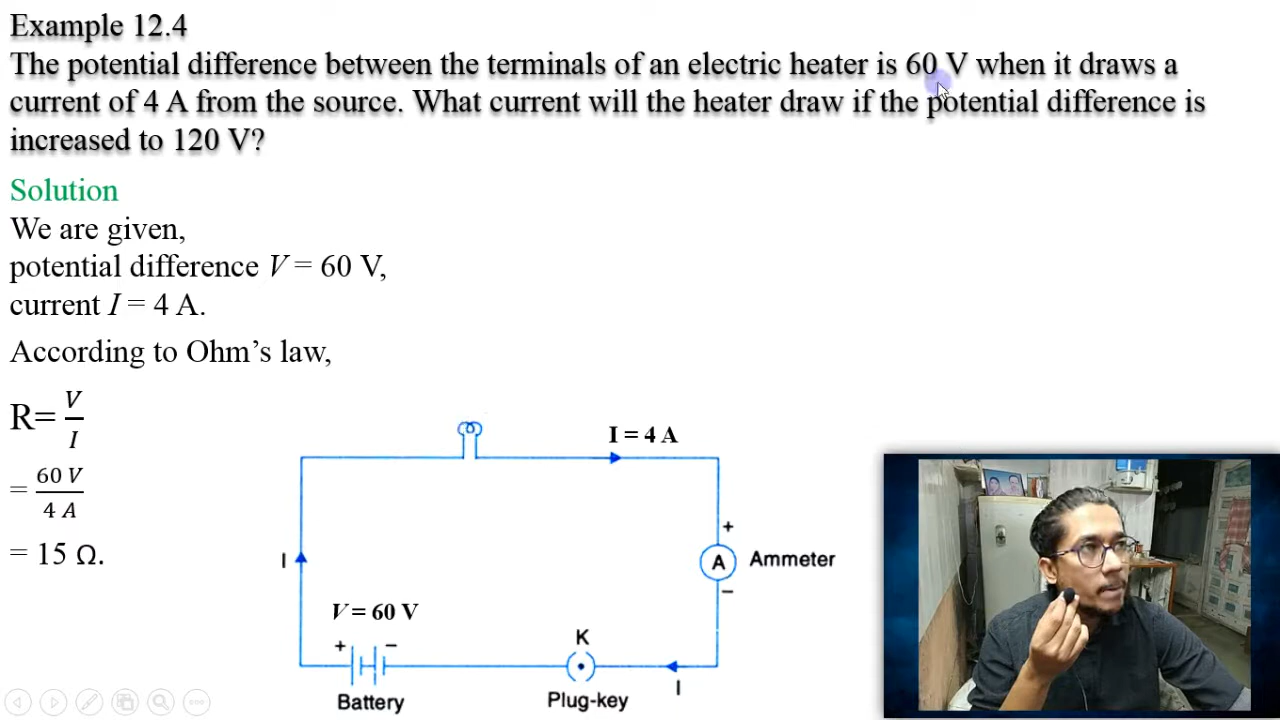 Example 12.4
The potential difference between the terminals of an electric heater is 60 V when it draws a
current of 4 A from the source. What current will the heater draw if the potential difference is
increased to 120 V?
Solution
We are given,
potential difference V = 60 V,
current I = 4 A.
According to Ohm’s law,
R= V/I
= 60 V/4 A
= 15 Ω.
I = 4 A
+
A Ammeter
−
I
V = 60 V
+ −
Battery
K
Plug-key
I